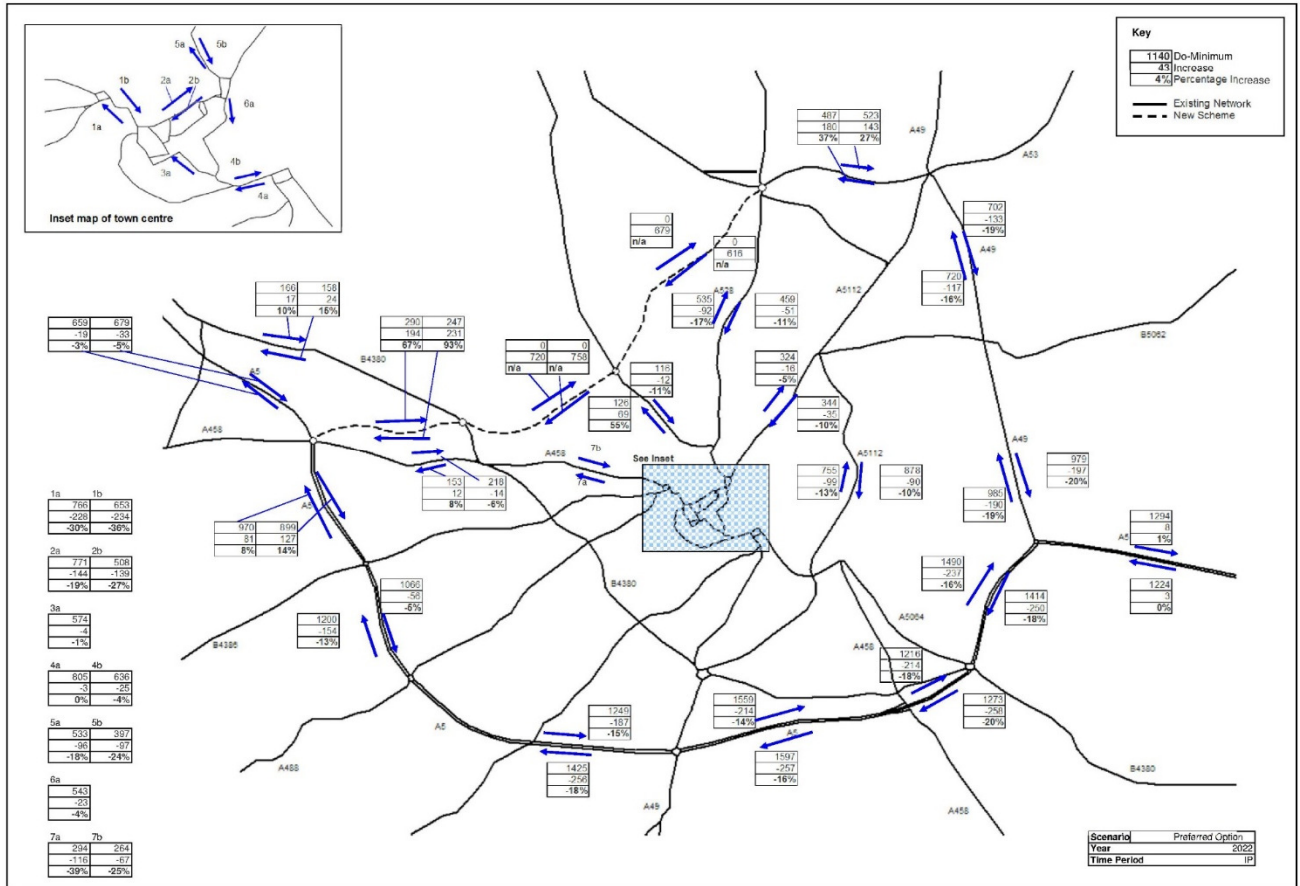 5a
5b
1b
2a
2b
6a
1a
3a
4b
4a
Inset map of town centre
Key
1140 Do-Minimum
43 Increase
4% Percentage Increase
Existing Network
New Scheme
487 523
180 143
37% 27%
A49
A53
702
-133
-19%
A49
720
-117
-16%
0
679
n/a
0
616
n/a
A528
535
-92
-17%
459
-51
-11%
A5112
B5062
166 158
17 24
10% 15%
659 679
-19 -33
-3% -5%
290 247
194 231
67% 93%
B4380
A5
0 0
720 758
n/a n/a
116
-12
-11%
126
69
55%
324
-16
-5%
344
-35
-10%
A458
A458
7b
7a
See Inset
153 218
12 -14
8% -6%
755
-99
-13%
A5112
878
-90
-10%
A49
979
-197
-20%
985
-190
-19%
1294
8
1%
A5
1224
3
0%
A5
970 899
81 127
8% 14%
1490
-237
-16%
1414
-250
-18%
B4380
A5064
A458
1066
-56
-5%
1200
-154
-13%
B4386
1216
-214
-18%
1273
-258
-20%
1249
-187
-15%
1559
-214
-14%
A5
1597
-257
-16%
A5
1425
-256
-18%
A488
A49
A458
B4380
1a 1b
766 653
-228 -234
-30% -36%
2a 2b
771 508
-144 -139
-19% -27%
3a
574
-4
-1%
4a 4b
605 636
-3 -25
0% -4%
5a 5b
533 397
-96 -97
-18% -24%
6a
543
-23
-4%
7a 7b
294 264
-116 -67
-39% -25%
Scenario Preferred Option
Year 2022
Time Period IP